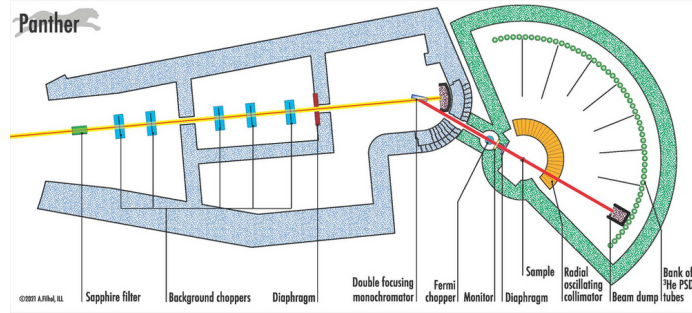 Panther
Double focusing
monochromator
Fermi
chopper
Sample
Radial
oscillating
collimator
Bank of
³He PSD
tubes
©2021 A.Filhol, ILL
Sapphire filter
Background choppers
Diaphragm
Monitor
Diaphragm
Beam dump